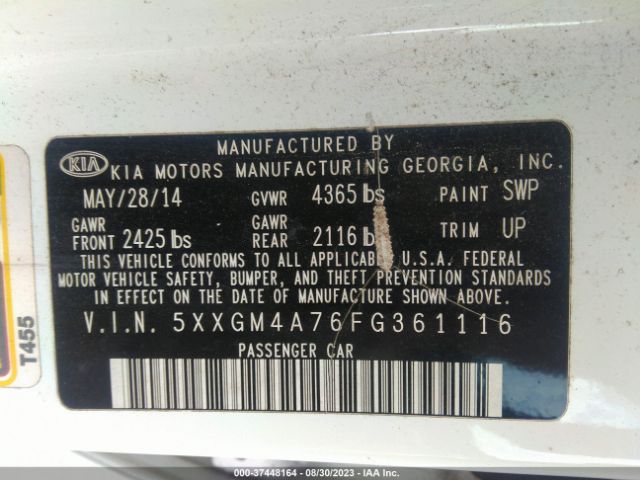 MANUFACTURED BY
KIA KIA MOTORS MANUFACTURING GEORGIA, INC.
MAY/28/14 GVWR 4365 lbs PAINT SWP
GAWR FRONT 2425 lbs GAWR REAR 2116 lb TRIM UP
THIS VEHICLE CONFORMS TO ALL APPLICABLE U.S.A. FEDERAL
MOTOR VEHICLE SAFETY, BUMPER, AND THEFT PREVENTION STANDARDS
IN EFFECT ON THE DATE OF MANUFACTURE SHOWN ABOVE.
V.I.N. 5XXGM4A76FG361116
PASSENGER CAR
T455
000-37448164 - 08/30/2023 - IAA Inc.